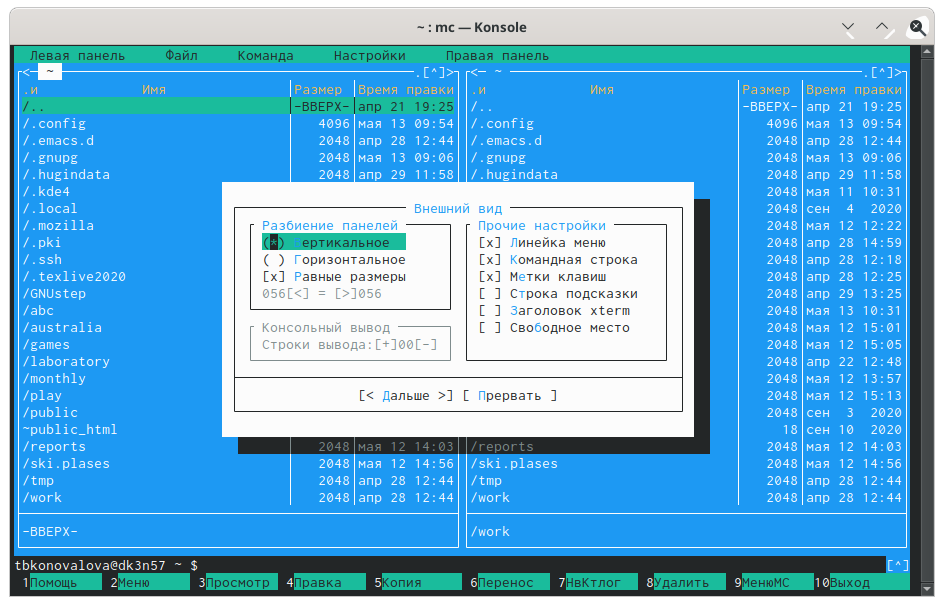 ~ : mc — Konsole
Левая панель Файл Команда Настройки Правая панель
<─ ~ ─.[^]> <─ ~ ─.[^]>
.и Имя Размер Время правки .и Имя Размер Время правки
/.. -ВВЕРХ- апр 21 19:25 /.. -ВВЕРХ- апр 21 19:25
/.config 4096 мая 13 09:54 /.config 4096 мая 13 09:54
/.emacs.d 2048 апр 28 12:44 /.emacs.d 2048 апр 28 12:44
/.gnupg 2048 мая 13 09:06 /.gnupg 2048 мая 13 09:06
/.hugindata 2048 апр 29 11:58 /.hugindata 2048 апр 29 11:58
/.kde4 2048 мая 11 10:31
/.local 2048 сен 4 2020
/.mozilla 2048 мая 12 12:22
/.pki 2048 апр 28 14:59
/.ssh 2048 апр 28 12:18
/.texlive2020 2048 апр 28 12:25
/GNUstep 2048 апр 29 13:25
/abc 2048 мая 13 10:31
/australia 2048 мая 12 15:01
/games 2048 мая 12 15:05
/laboratory 2048 апр 22 12:48
/monthly 2048 мая 12 13:57
/play 2048 мая 12 15:13
/public 2048 сен 3 2020
~public_html 18 сен 10 2020
/reports 2048 мая 12 14:03 /reports 2048 мая 12 14:03
/ski.plases 2048 мая 12 14:56 /ski.plases 2048 мая 12 14:56
/tmp 2048 апр 28 12:44 /tmp 2048 апр 28 12:44
/work 2048 апр 28 12:44 /work 2048 апр 28 12:44
-ВВЕРХ- /work
Внешний вид
Разбиение панелей
(*) Вертикальное
( ) Горизонтальное
[x] Равные размеры
056[<] = [>]056
Консольный вывод
Строки вывода:[+]00[-]
Прочие настройки
[x] Линейка меню
[x] Командная строка
[x] Метки клавиш
[ ] Строка подсказки
[ ] Заголовок xterm
[ ] Свободное место
[< Дальше >] [ Прервать ]
tbkonovalova@dk3n57 ~ $ [^]
1Помощь 2Меню 3Просмотр 4Правка 5Копия 6Перенос 7НвКтлог 8Удалить 9МенюMC 10Выход